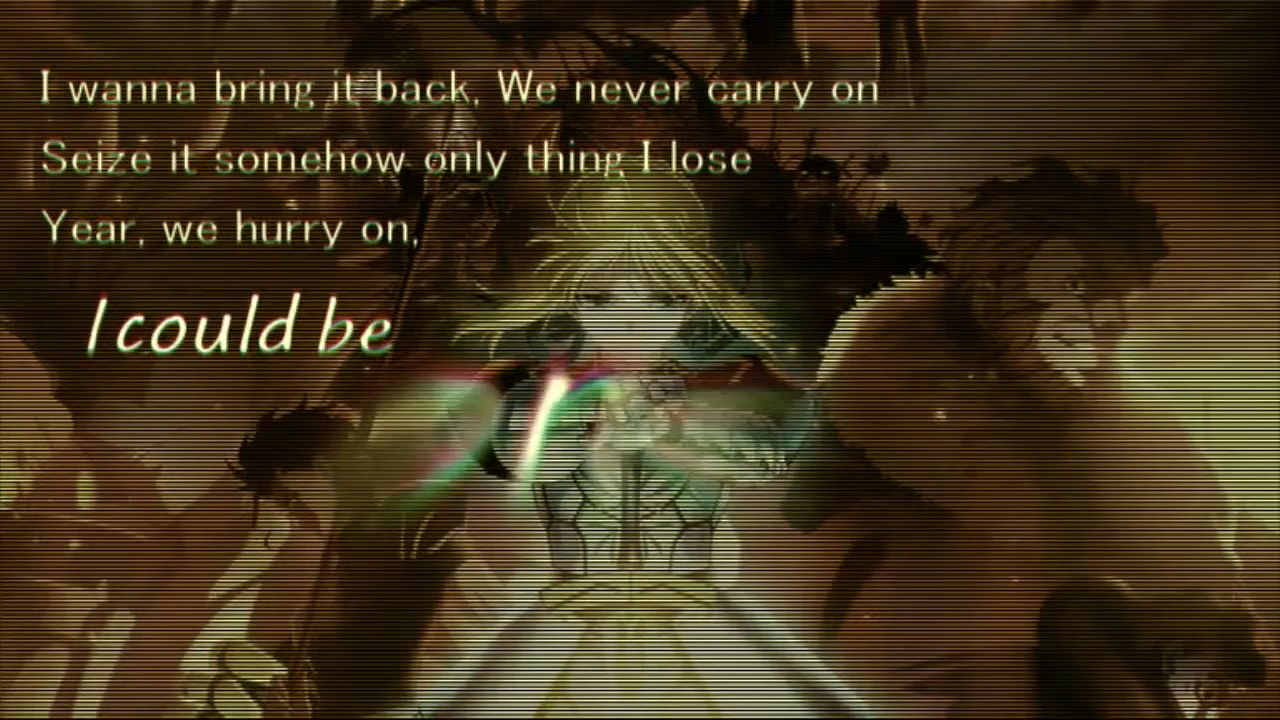 I wanna bring it back, We never carry on
Seize it somehow only thing I lose
Year, we hurry on,
I could be